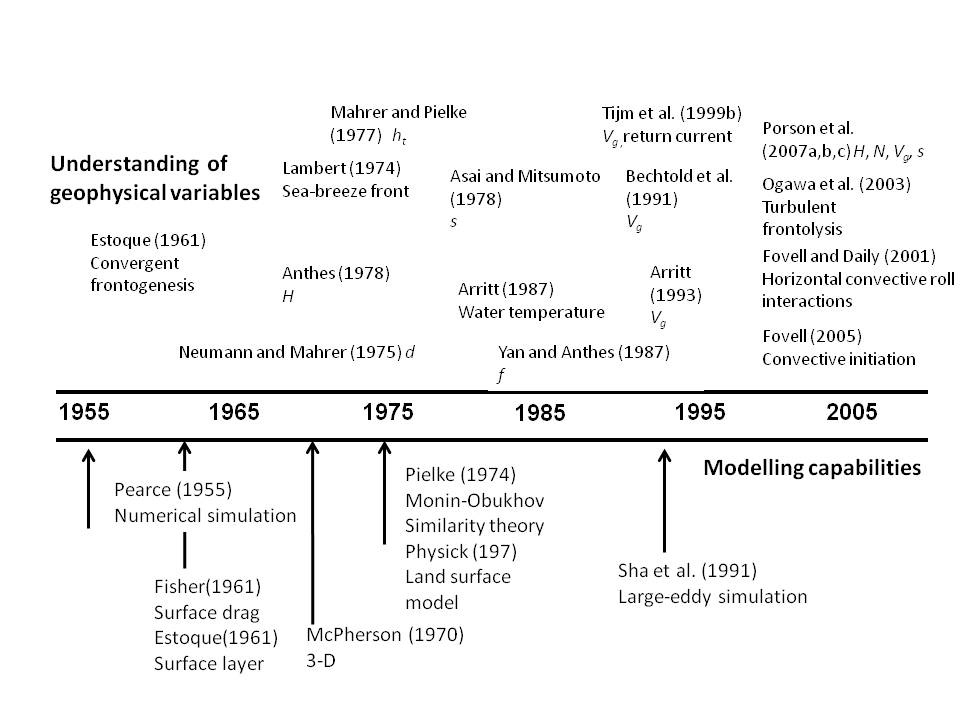 Mahrer and Pielke
(1977) ht
Tijm et al. (1999b)
Vg, return current
Porson et al.
(2007a,b,c) H, N, Vg, s
Understanding of
geophysical variables
Lambert (1974)
Sea-breeze front
Asai and Mitsumoto
(1978)
s
Bechtold et al.
(1991)
Vg
Ogawa et al. (2003)
Turbulent
frontolysis
Estoque (1961)
Convergent
frontogenesis
Anthes (1978)
H
Arritt (1987)
Water temperature
Arritt
(1993)
Vg
Fovell and Daily (2001)
Horizontal convective roll
interactions
Neumann and Mahrer (1975) d
Yan and Anthes (1987)
f
Fovell (2005)
Convective initiation
1955 1965 1975 1985 1995 2005
Modelling capabilities
Pearce (1955)
Numerical simulation
Pielke (1974)
Monin-Obukhov
Similarity theory
Physick (197)
Land surface
model
Fisher(1961)
Surface drag
Estoque(1961)
Surface layer
McPherson (1970)
3-D
Sha et al. (1991)
Large-eddy simulation